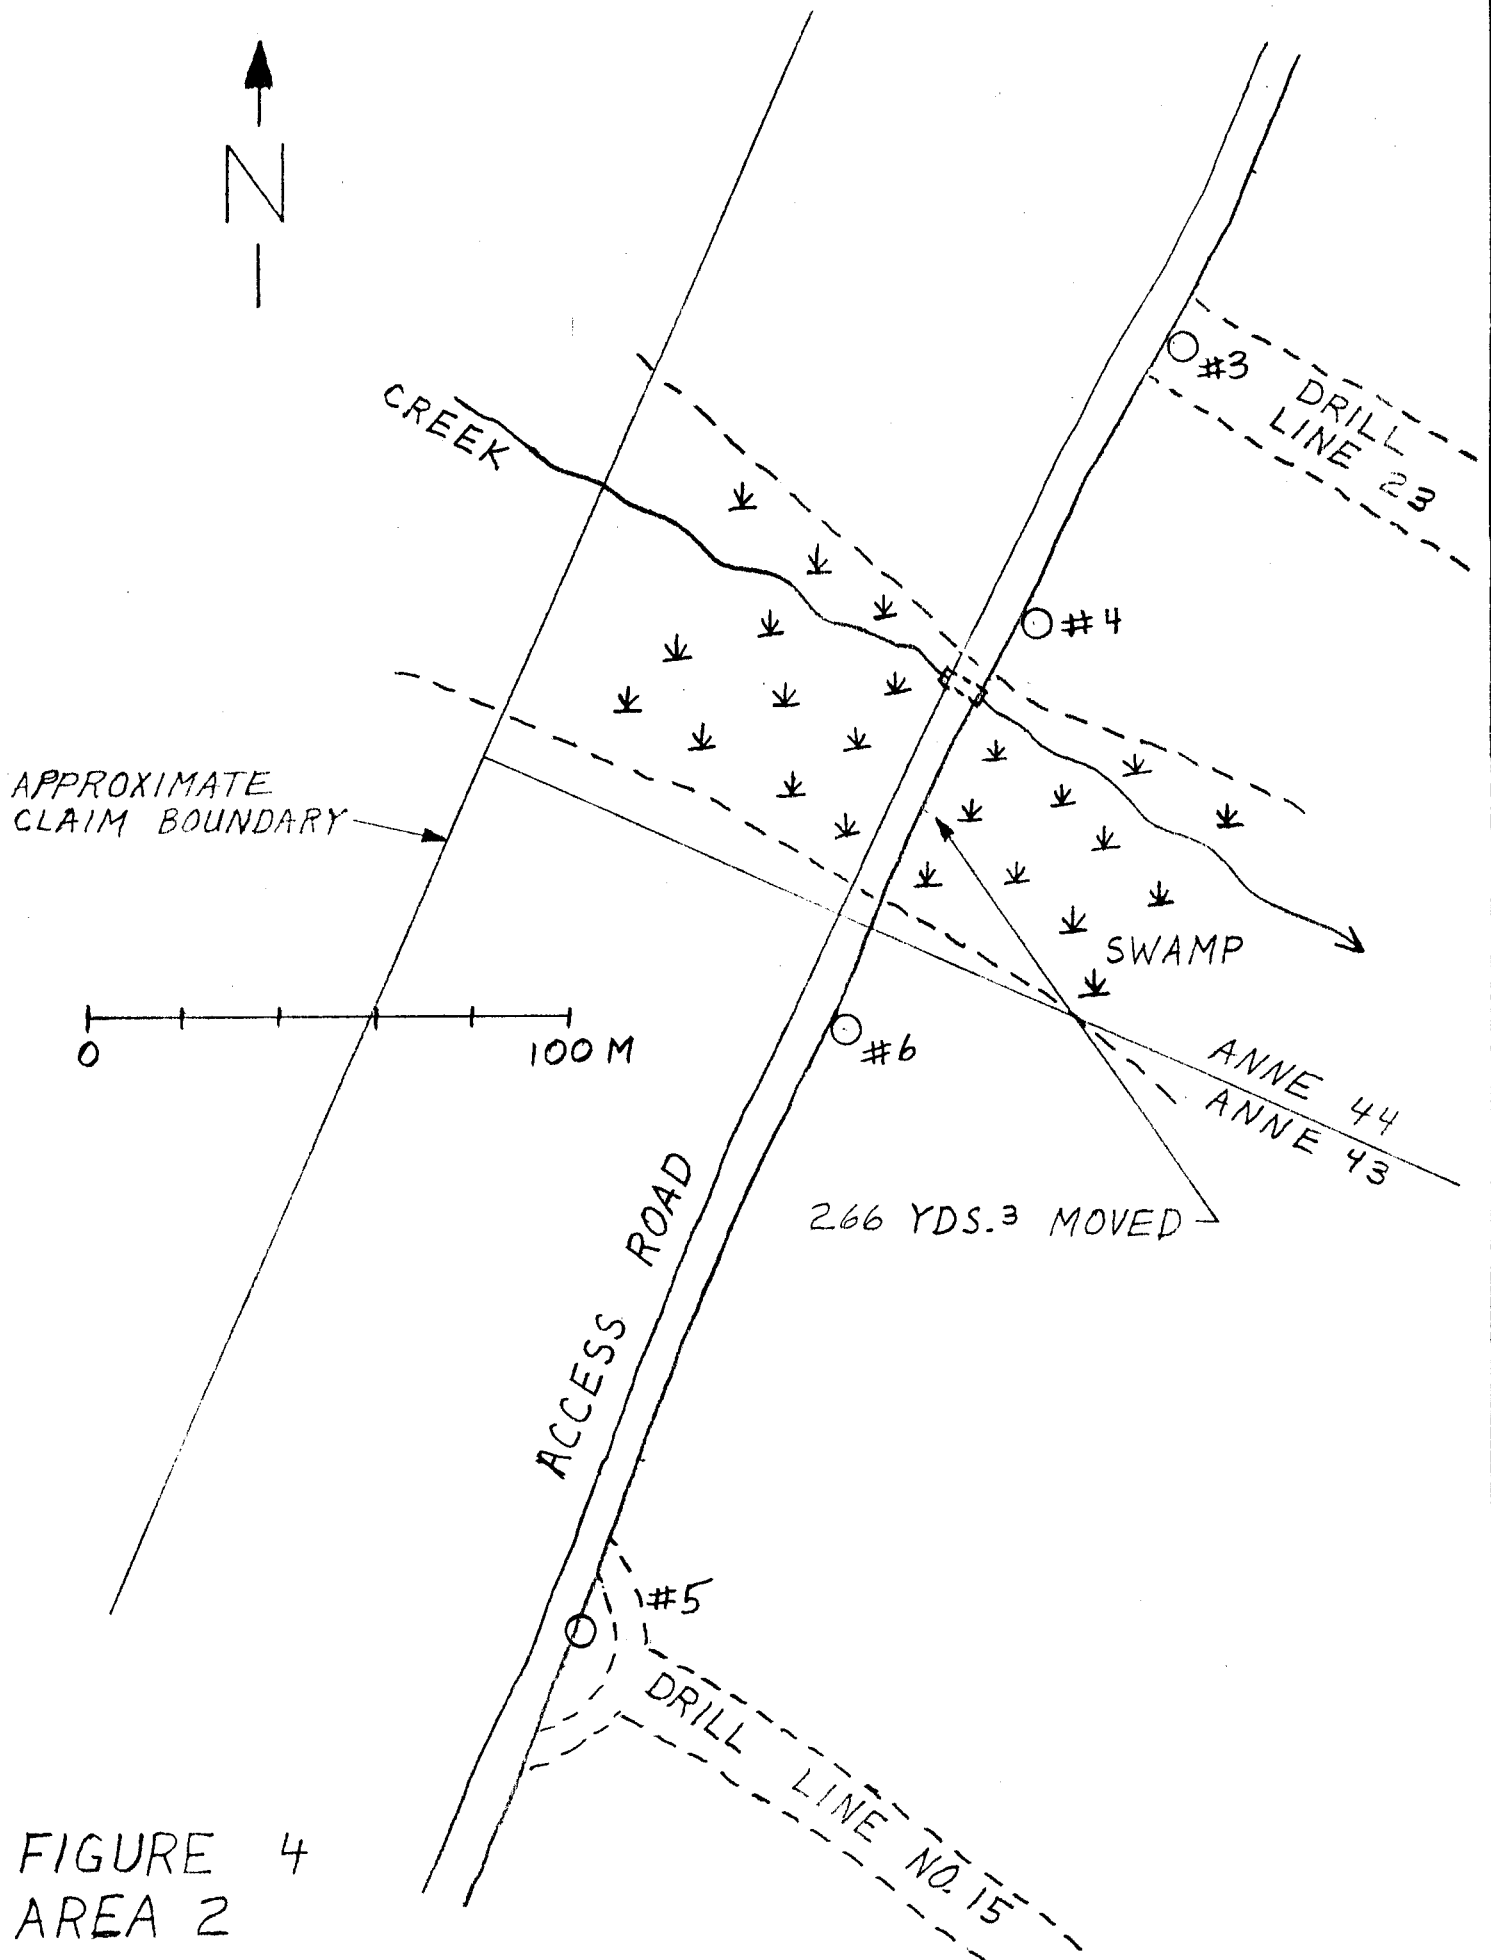 N
CREEK
#3
DRILL
LINE 23
#4
APPROXIMATE
CLAIM BOUNDARY
SWAMP
0
100 M
#6
ANNE 44
ANNE 43
266 YDS.3 MOVED
ACCESS ROAD
#5
DRILL LINE NO. 15
FIGURE 4
AREA 2